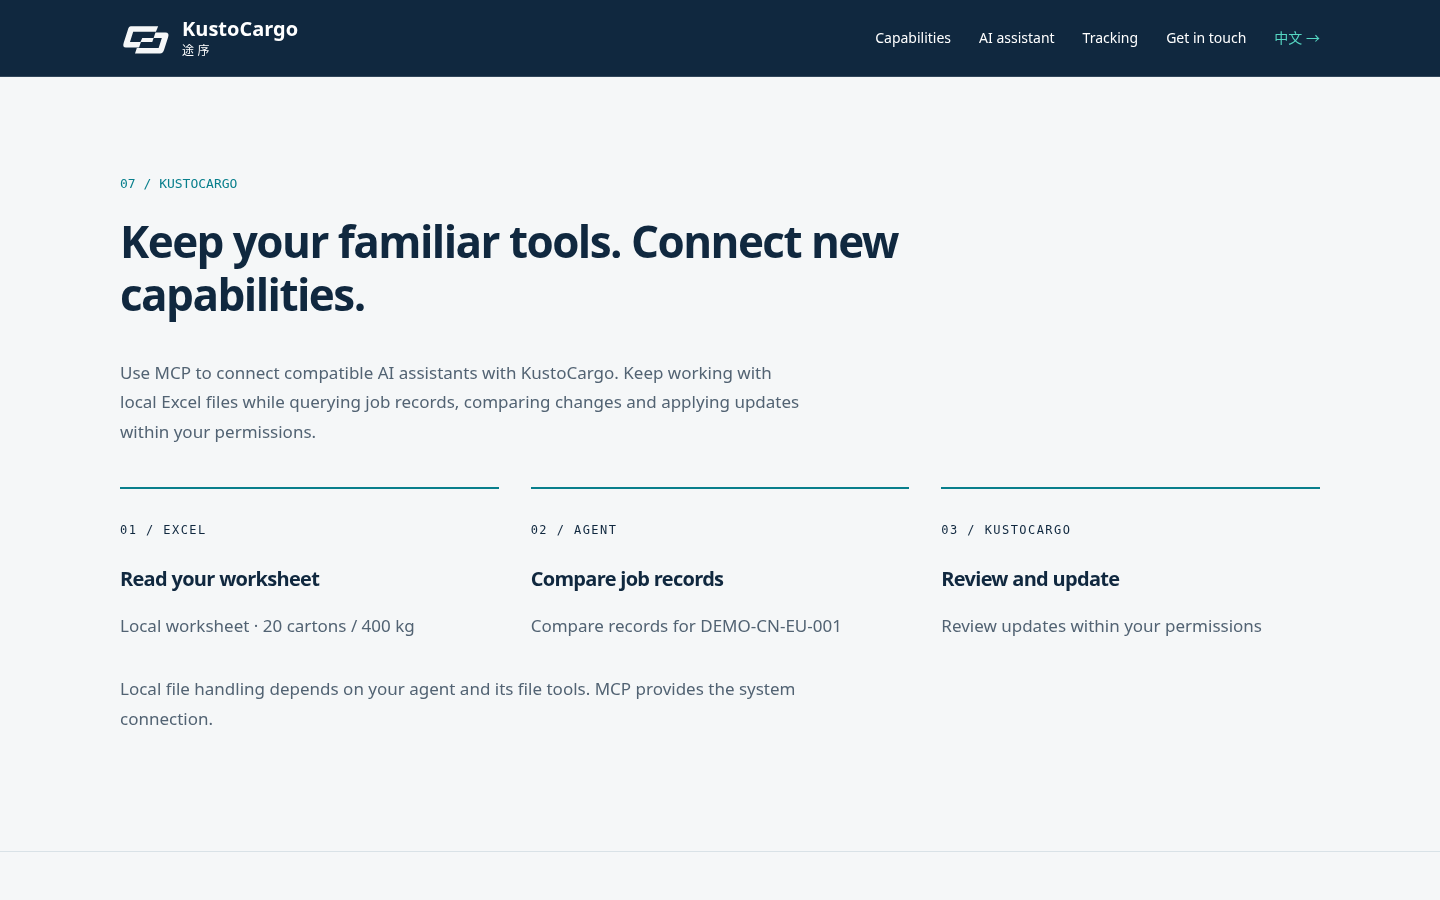 KustoCargo
途序
Capabilities
AI assistant
Tracking
Get in touch
中文 →
07 / KUSTOCARGO
Keep your familiar tools. Connect new
capabilities.
Use MCP to connect compatible AI assistants with KustoCargo. Keep working with
local Excel files while querying job records, comparing changes and applying updates
within your permissions.
01 / EXCEL
Read your worksheet
Local worksheet · 20 cartons / 400 kg
02 / AGENT
Compare job records
Compare records for DEMO-CN-EU-001
03 / KUSTOCARGO
Review and update
Review updates within your permissions
Local file handling depends on your agent and its file tools. MCP provides the system
connection.